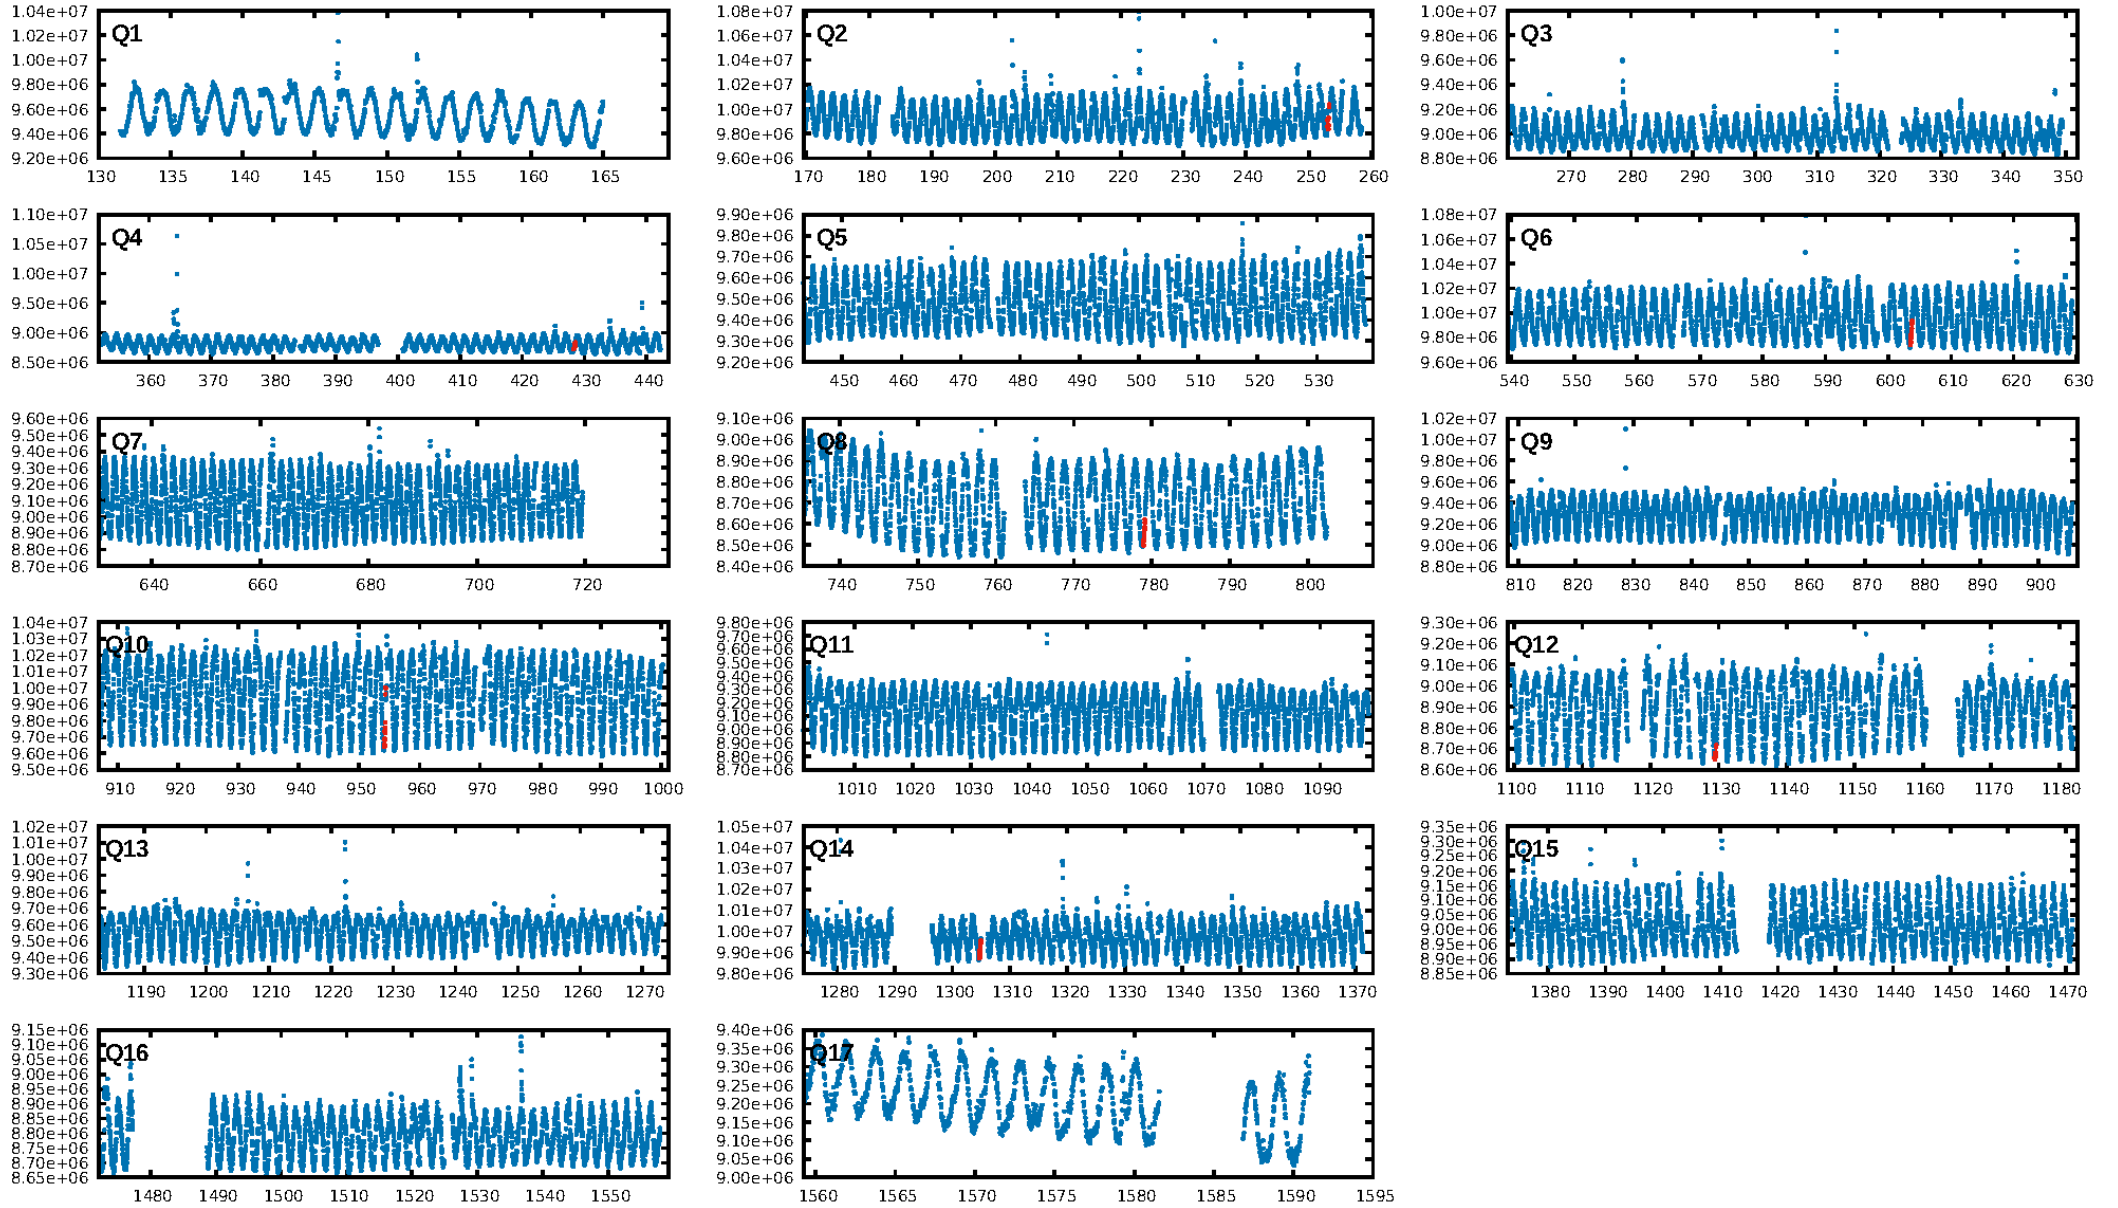 1.04e+07
1.02e+07
1.00e+07
9.80e+06
9.60e+06
9.40e+06
9.20e+06
Q1
130 135 140 145 150 155 160 165
1.08e+07
1.06e+07
1.04e+07
1.02e+07
1.00e+07
9.80e+06
9.60e+06
Q2
170 180 190 200 210 220 230 240 250 260
1.00e+07
9.80e+06
9.60e+06
9.40e+06
9.20e+06
9.00e+06
8.80e+06
Q3
270 280 290 300 310 320 330 340 350
1.10e+07
1.05e+07
1.00e+07
9.50e+06
9.00e+06
8.50e+06
Q4
360 370 380 390 400 410 420 430 440
9.90e+06
9.80e+06
9.70e+06
9.60e+06
9.50e+06
9.40e+06
9.30e+06
9.20e+06
Q5
450 460 470 480 490 500 510 520 530
1.08e+07
1.06e+07
1.04e+07
1.02e+07
1.00e+07
9.80e+06
9.60e+06
Q6
540 550 560 570 580 590 600 610 620 630
9.60e+06
9.50e+06
9.40e+06
9.30e+06
9.20e+06
9.10e+06
9.00e+06
8.90e+06
8.80e+06
8.70e+06
Q7
640 660 680 700 720
9.10e+06
9.00e+06
8.90e+06
8.80e+06
8.70e+06
8.60e+06
8.50e+06
8.40e+06
Q8
740 750 760 770 780 790 800
1.02e+07
1.00e+07
9.80e+06
9.60e+06
9.40e+06
9.20e+06
9.00e+06
8.80e+06
Q9
810 820 830 840 850 860 870 880 890 900
1.04e+07
1.03e+07
1.02e+07
1.01e+07
1.00e+07
9.90e+06
9.80e+06
9.70e+06
9.60e+06
9.50e+06
Q10
910 920 930 940 950 960 970 980 990 1000
9.80e+06
9.70e+06
9.60e+06
9.50e+06
9.40e+06
9.30e+06
9.20e+06
9.10e+06
9.00e+06
8.90e+06
8.80e+06
8.70e+06
Q11
1010 1020 1030 1040 1050 1060 1070 1080 1090
9.30e+06
9.20e+06
9.10e+06
9.00e+06
8.90e+06
8.80e+06
8.70e+06
8.60e+06
Q12
1100 1110 1120 1130 1140 1150 1160 1170 1180
1.02e+07
1.01e+07
1.00e+07
9.90e+06
9.80e+06
9.70e+06
9.60e+06
9.50e+06
9.40e+06
9.30e+06
Q13
1190 1200 1210 1220 1230 1240 1250 1260 1270
1.05e+07
1.04e+07
1.03e+07
1.02e+07
1.01e+07
1.00e+07
9.90e+06
9.80e+06
Q14
1280 1290 1300 1310 1320 1330 1340 1350 1360 1370
9.35e+06
9.30e+06
9.25e+06
9.20e+06
9.15e+06
9.10e+06
9.05e+06
9.00e+06
8.95e+06
8.90e+06
8.85e+06
Q15
1380 1390 1400 1410 1420 1430 1440 1450 1460 1470
9.15e+06
9.10e+06
9.05e+06
9.00e+06
8.95e+06
8.90e+06
8.85e+06
8.80e+06
8.75e+06
8.70e+06
8.65e+06
Q16
1480 1490 1500 1510 1520 1530 1540 1550
9.40e+06
9.35e+06
9.30e+06
9.25e+06
9.20e+06
9.15e+06
9.10e+06
9.05e+06
9.00e+06
Q17
1560 1565 1570 1575 1580 1585 1590 1595